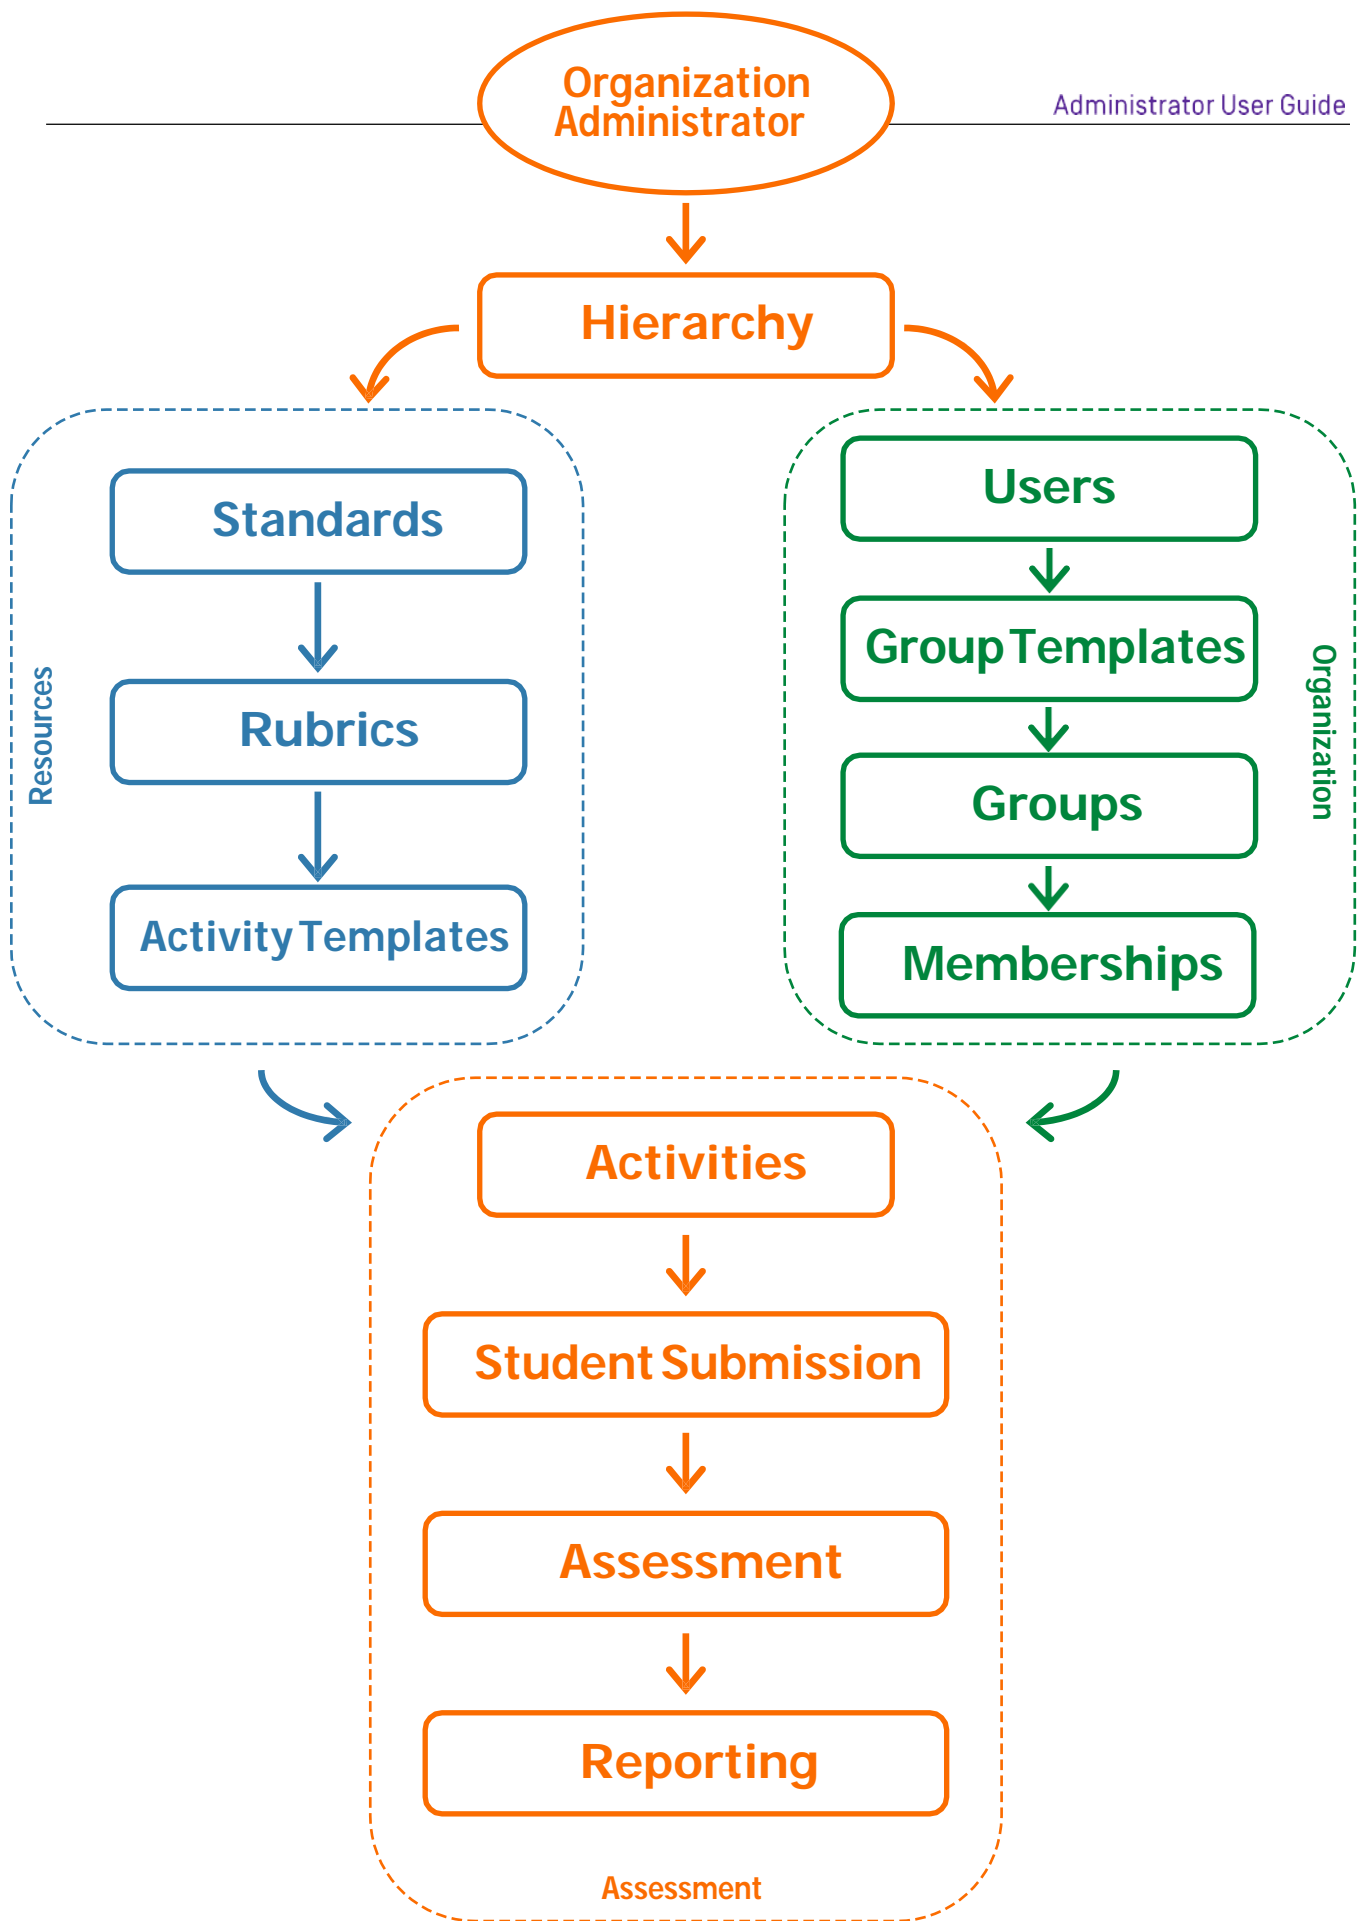 Organization
Administrator
Administrator User Guide
Hierarchy
Resources
Standards
Rubrics
Activity Templates
Users
Group Templates
Groups
Memberships
Organization
Activities
Student Submission
Assessment
Reporting
Assessment